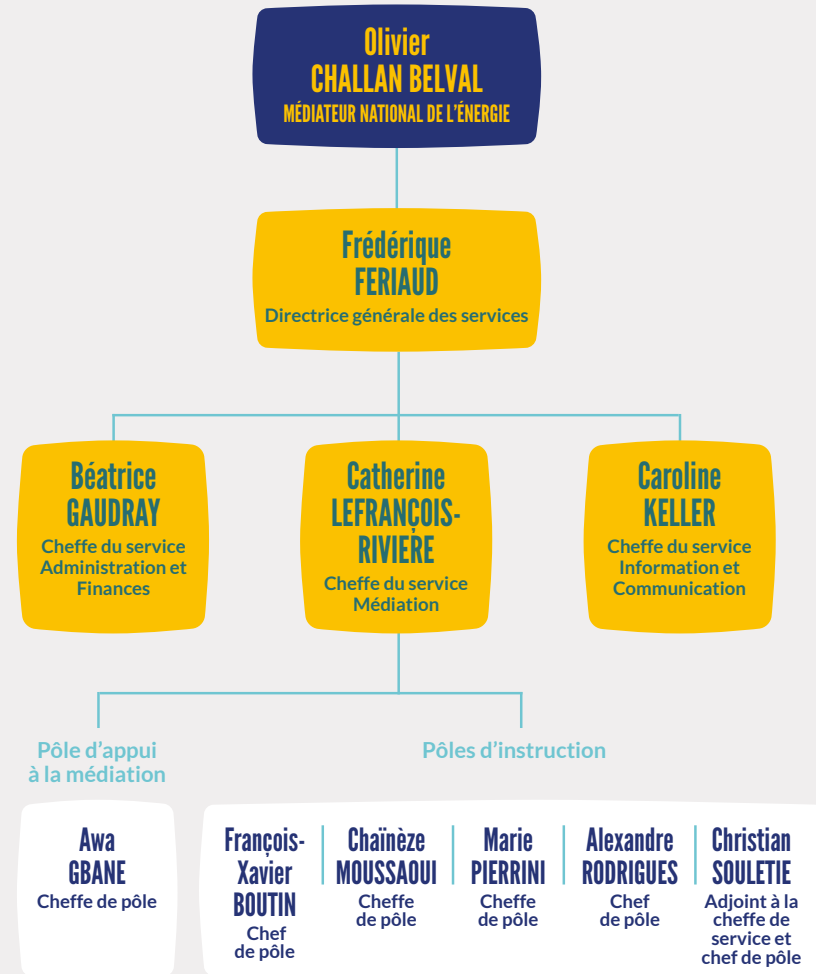 Olivier
CHALLAN BELVAL
MÉDIATEUR NATIONAL DE L'ÉNERGIE
Frédérique
FERIAUD
Directrice générale des services
Béatrice
GAUDRAY
Cheffe du service
Administration et
Finances
Catherine
LEFRANÇOIS-
RIVIERE
Cheffe du service
Médiation
Caroline
KELLER
Cheffe du service
Information et
Communication
Pôle d'appui
à la médiation
Pôles d'instruction
Awa
GBANE
Cheffe de pôle
François-
Xavier
BOUTIN
Chef
de pôle
Chaïnèze
MOUSSAOUI
Cheffe
de pôle
Marie
PIERRINI
Cheffe
de pôle
Alexandre
RODRIGUES
Chef
de pôle
Christian
SOULETIE
Adjoint à la
cheffe de
service et
chef de pôle